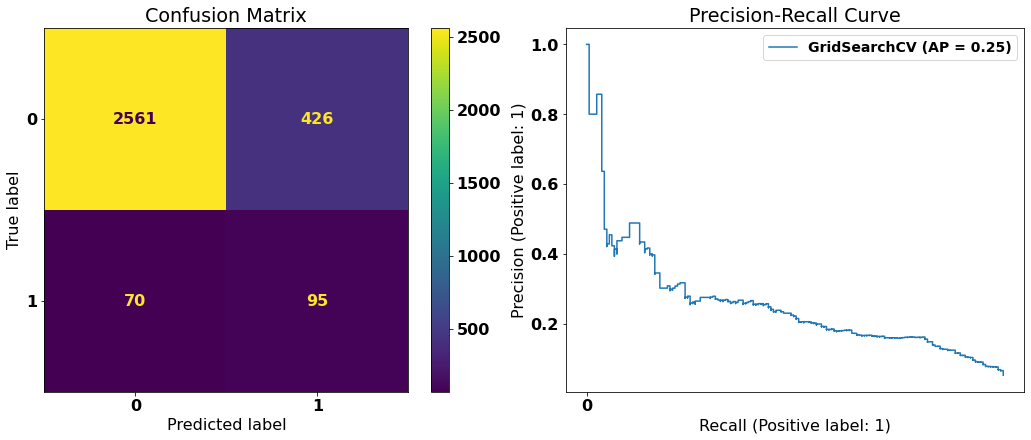 Confusion Matrix
True label
0
2561
426
1
70
95
0
1
Predicted label
2500
2000
1500
1000
500
Precision-Recall Curve
Precision (Positive label: 1)
1.0
0.8
0.6
0.4
0.2
GridSearchCV (AP = 0.25)
0
Recall (Positive label: 1)